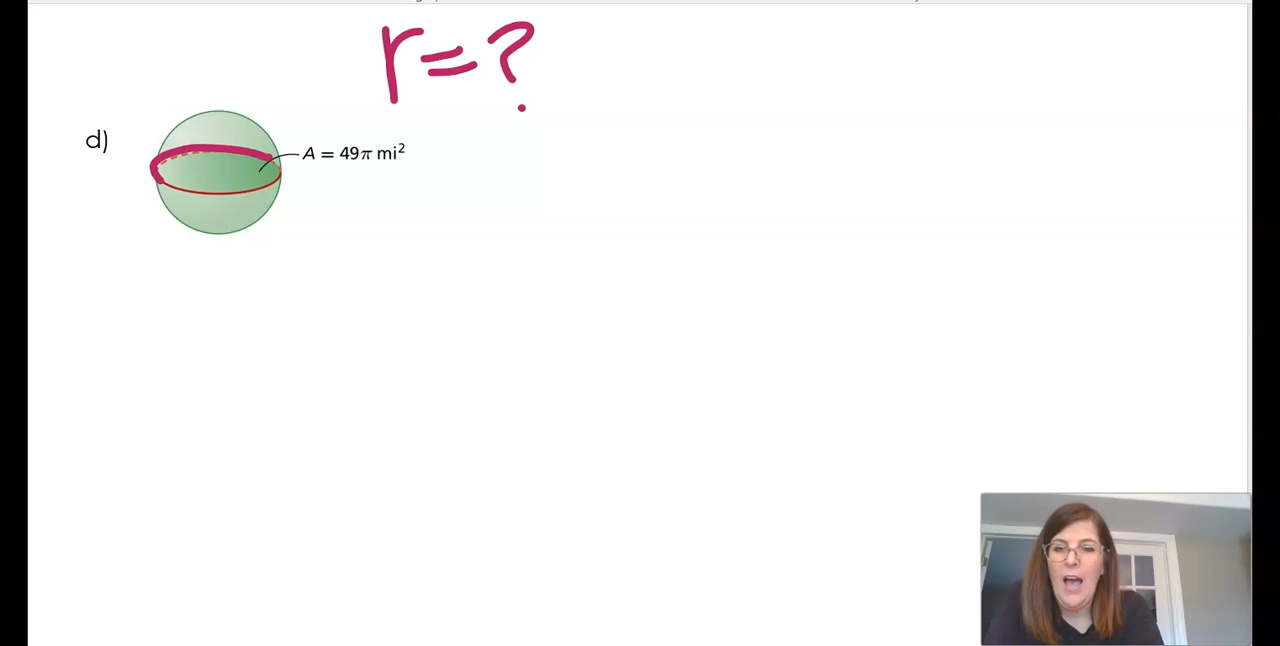 r=?
d)
A = 49π mi²